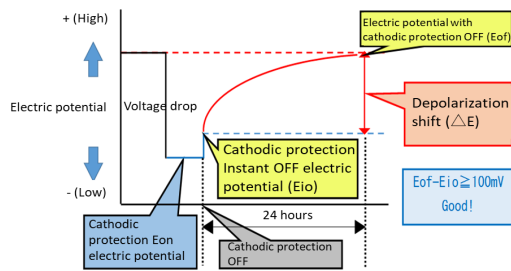 + (High)
Electric potential
- (Low)
Voltage drop
Electric potential with
cathodic protection OFF (Eof)
Depolarization
shift (△E)
Cathodic protection
Instant OFF electric
potential (Eio)
Eof-Eio≧100mV
Good!
24 hours
Cathodic
protection Eon
electric potential
Cathodic protection
OFF